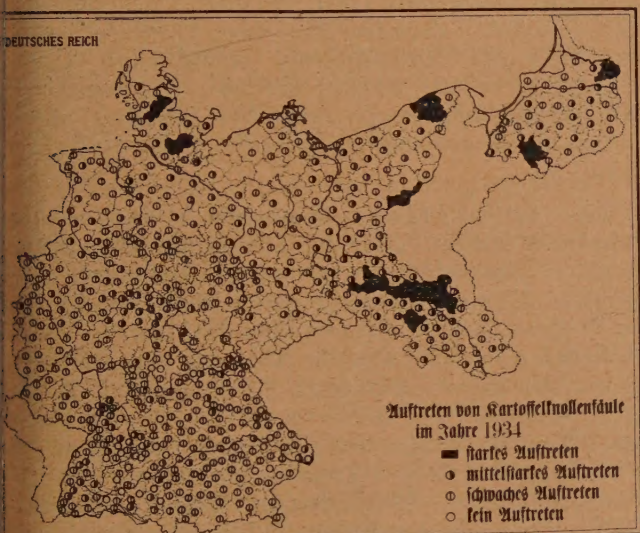 DEUTSCHES REICH
Auftreten von Kartoffelknollenfäule
im Jahre 1934
starkes Auftreten
mittelstarkes Auftreten
schwaches Auftreten
kein Auftreten